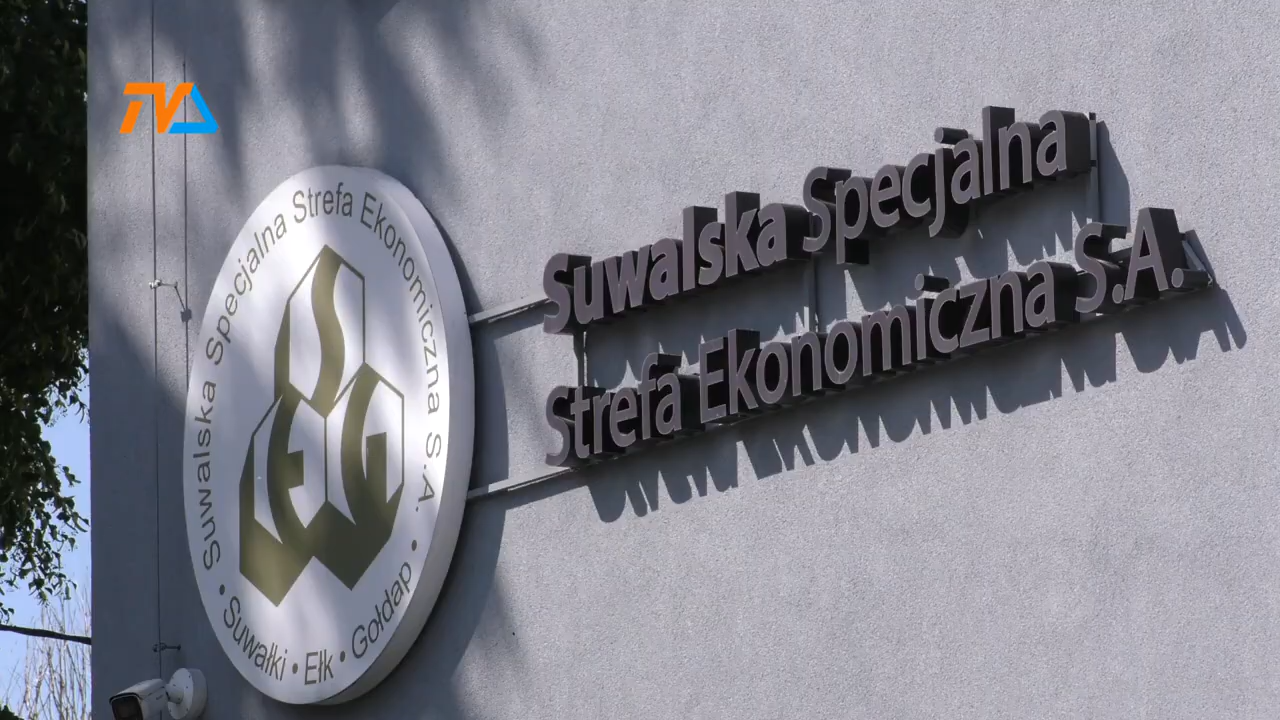 TVA
Suwalska Specjalna Strefa Ekonomiczna S.A.
• Suwałki • Ełk • Gołdap •
S
E
G
Suwalska Specjalna
Strefa Ekonomiczna S.A.